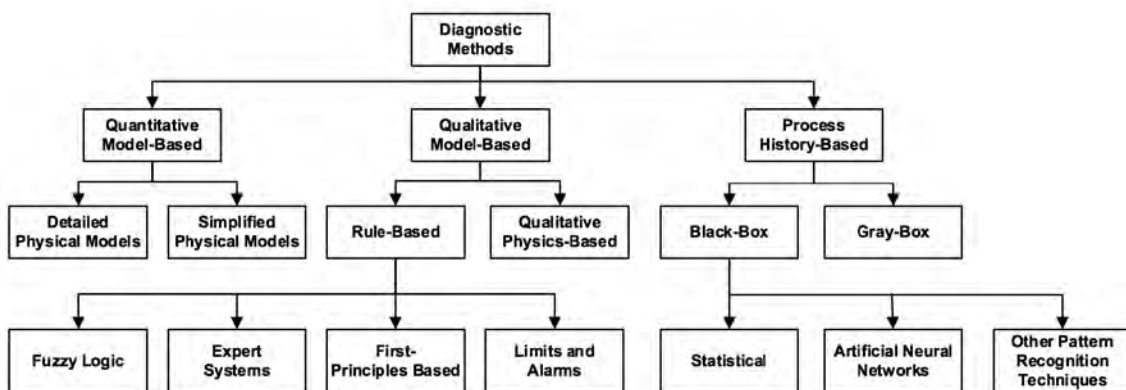 Diagnostic
Methods
Quantitative
Model-Based
Qualitative
Model-Based
Process
History-Based
Detailed
Physical Models
Simplified
Physical Models
Rule-Based
Qualitative
Physics-Based
Black-Box
Gray-Box
Fuzzy Logic
Expert
Systems
First-
Principles Based
Limits and
Alarms
Statistical
Artificial Neural
Networks
Other Pattern
Recognition
Techniques